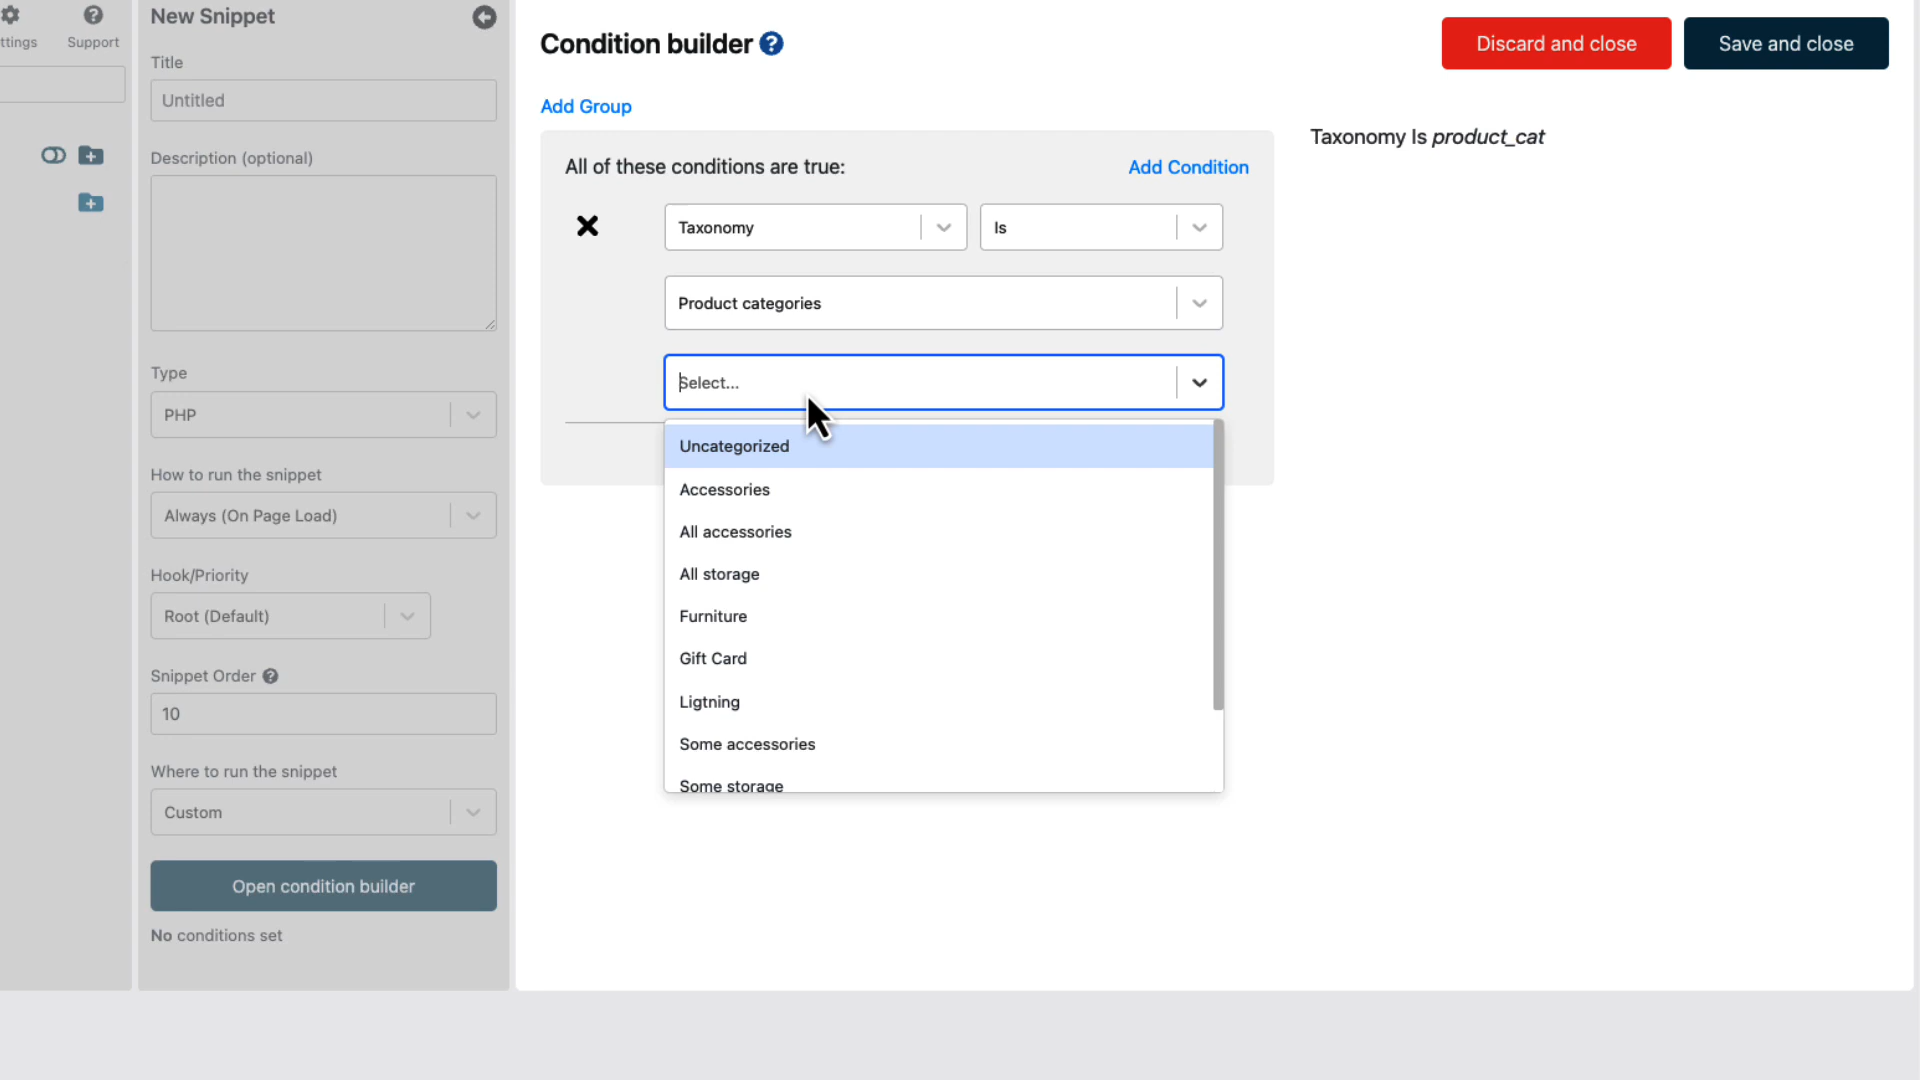 New Snippet
ttings
Support
Title
Untitled
Description (optional)
Type
PHP
How to run the snippet
Always (On Page Load)
Hook/Priority
Root (Default)
Snippet Order
10
Where to run the snippet
Custom
Open condition builder
No conditions set
Condition builder
Discard and close
Save and close
Add Group
All of these conditions are true:
Add Condition
Taxonomy
Is
Product categories
Select...
Uncategorized
Accessories
All accessories
All storage
Furniture
Gift Card
Ligtning
Some accessories
Some storage
Taxonomy Is product_cat